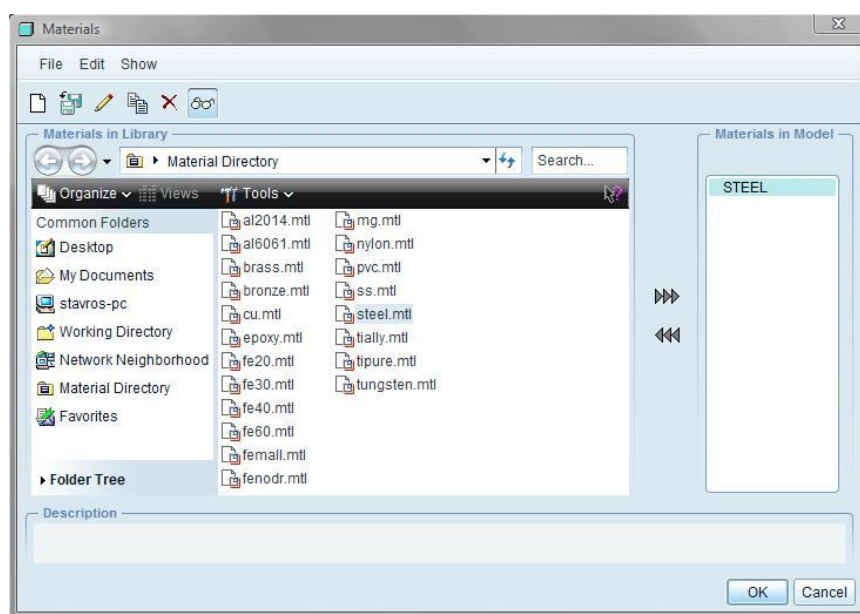 Materials
File Edit Show
Materials in Library
Material Directory
Search...
Organize
Views
Tools
Common Folders
Desktop
My Documents
stavros-pc
Working Directory
Network Neighborhood
Material Directory
Favorites
Folder Tree
al2014.mtl
al6061.mtl
brass.mtl
bronze.mtl
cu.mtl
epoxy.mtl
fe20.mtl
fe30.mtl
fe40.mtl
fe60.mtl
femall.mtl
fenodr.mtl
mg.mtl
nylon.mtl
pvc.mtl
ss.mtl
steel.mtl
tially.mtl
tipure.mtl
tungsten.mtl
Materials in Model
STEEL
Description
OK
Cancel